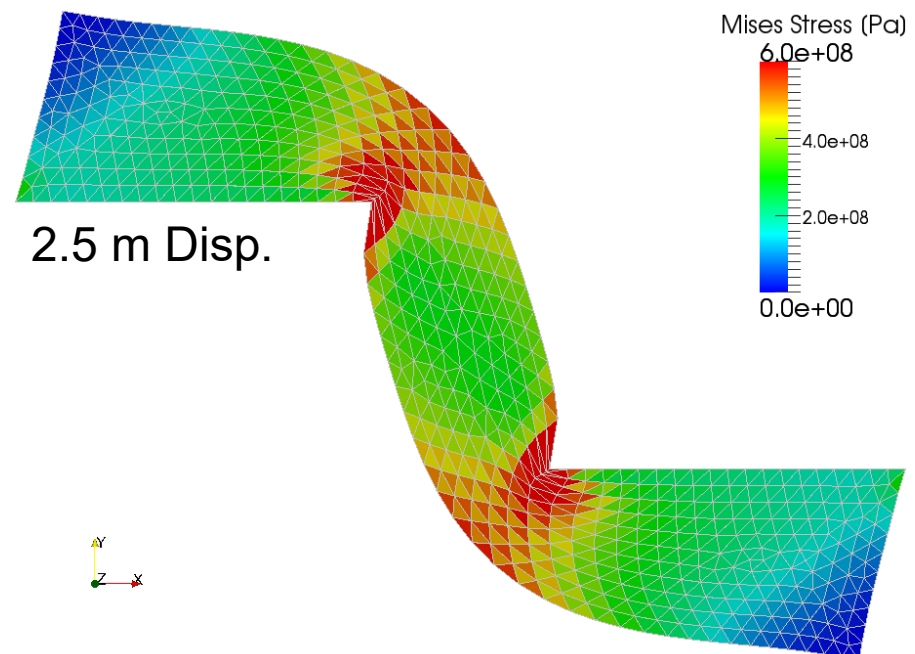 Mises Stress (Pa)
6.0e+08
4.0e+08
2.0e+08
0.0e+00
2.5 m Disp.
Y
Z X